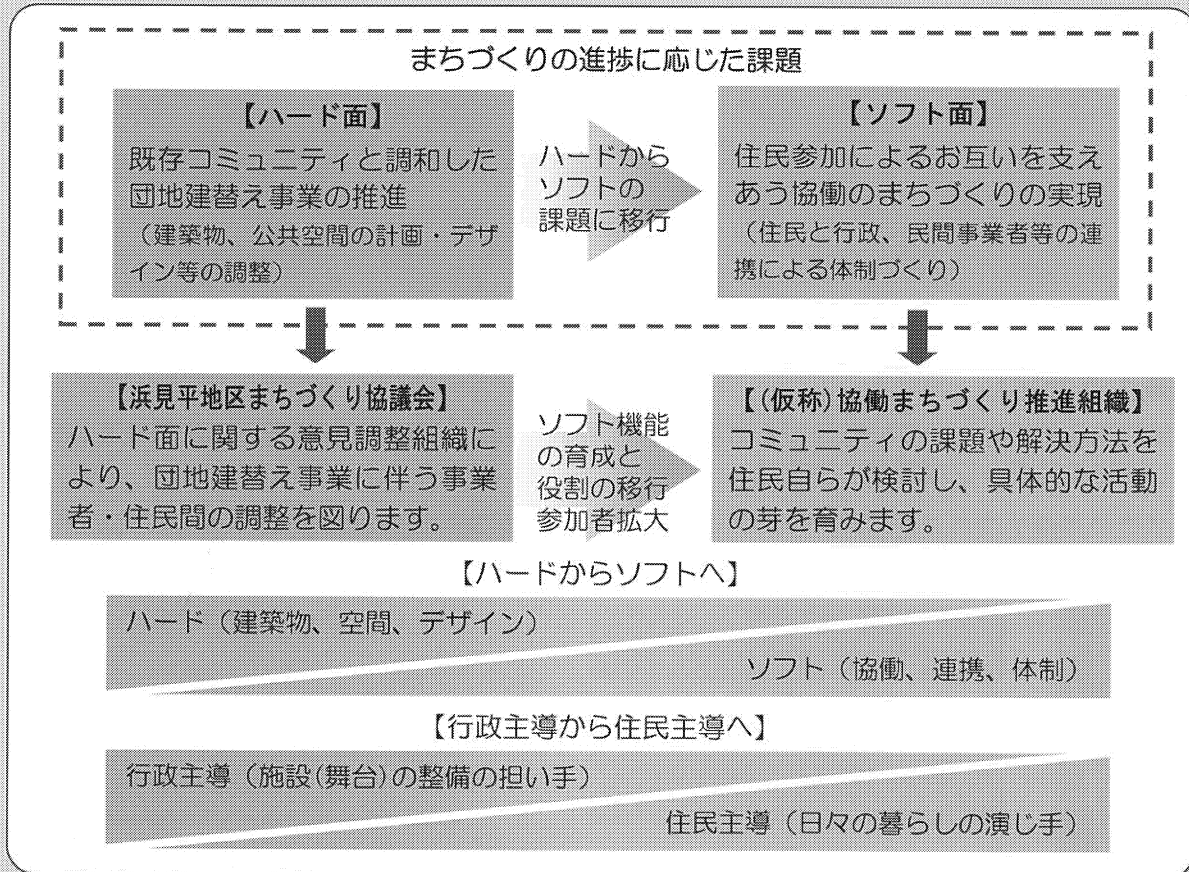 まちづくりの進捗に応じた課題
【ハード面】
既存コミュニティと調和した
団地建替え事業の推進
（建築物、公共空間の計画・デザ
イン等の調整）
ハードから
ソフトの
課題に移行
【ソフト面】
住民参加によるお互いを支え
あう協働のまちづくりの実現
（住民と行政、民間事業者等の連
携による体制づくり）
【浜見平地区まちづくり協議会】
ハード面に関する意見調整組織に
より、団地建替え事業に伴う事業
者・住民間の調整を図ります。
ソフト機能
の育成と
役割の移行
参加者拡大
【(仮称)協働まちづくり推進組織】
コミュニティの課題や解決方法を
住民自らが検討し、具体的な活動
の芽を育みます。
【ハードからソフトへ】
ハード（建築物、空間、デザイン）
ソフト（協働、連携、体制）
【行政主導から住民主導へ】
行政主導（施設(舞台)の整備の担い手）
住民主導（日々の暮らしの演じ手）